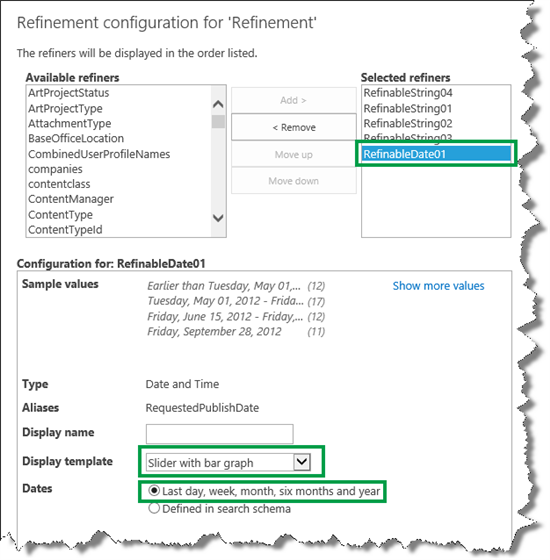 Refinement configuration for 'Refinement'
The refiners will be displayed in the order listed.
Available refiners
Selected refiners
ArtProjectStatus
ArtProjectType
AttachmentType
BaseOfficeLocation
CombinedUserProfileNames
companies
contentclass
ContentManager
ContentType
ContentTypeId
Add >
< Remove
Move up
Move down
RefinableString04
RefinableString01
RefinableString02
RefinableString03
RefinableDate01
Configuration for: RefinableDate01
Sample values
Earlier than Tuesday, May 01,... (12)
Tuesday, May 01, 2012 - Frida... (17)
Friday, June 15, 2012 - Friday,... (12)
Friday, September 28, 2012 (11)
Show more values
Type Date and Time
Aliases RequestedPublishDate
Display name
Display template Slider with bar graph
Dates Last day, week, month, six months and year
Defined in search schema